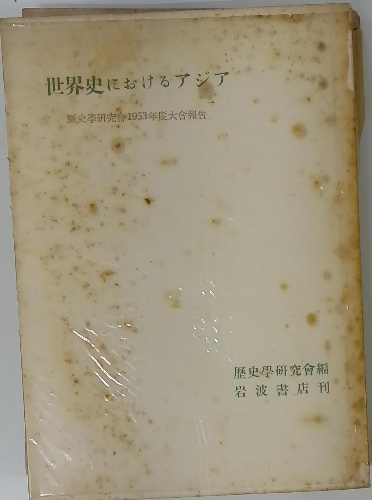 世界史におけるアジア
歴史學研究會1953年度大會報告
歷史學研究會編
岩波書店刊